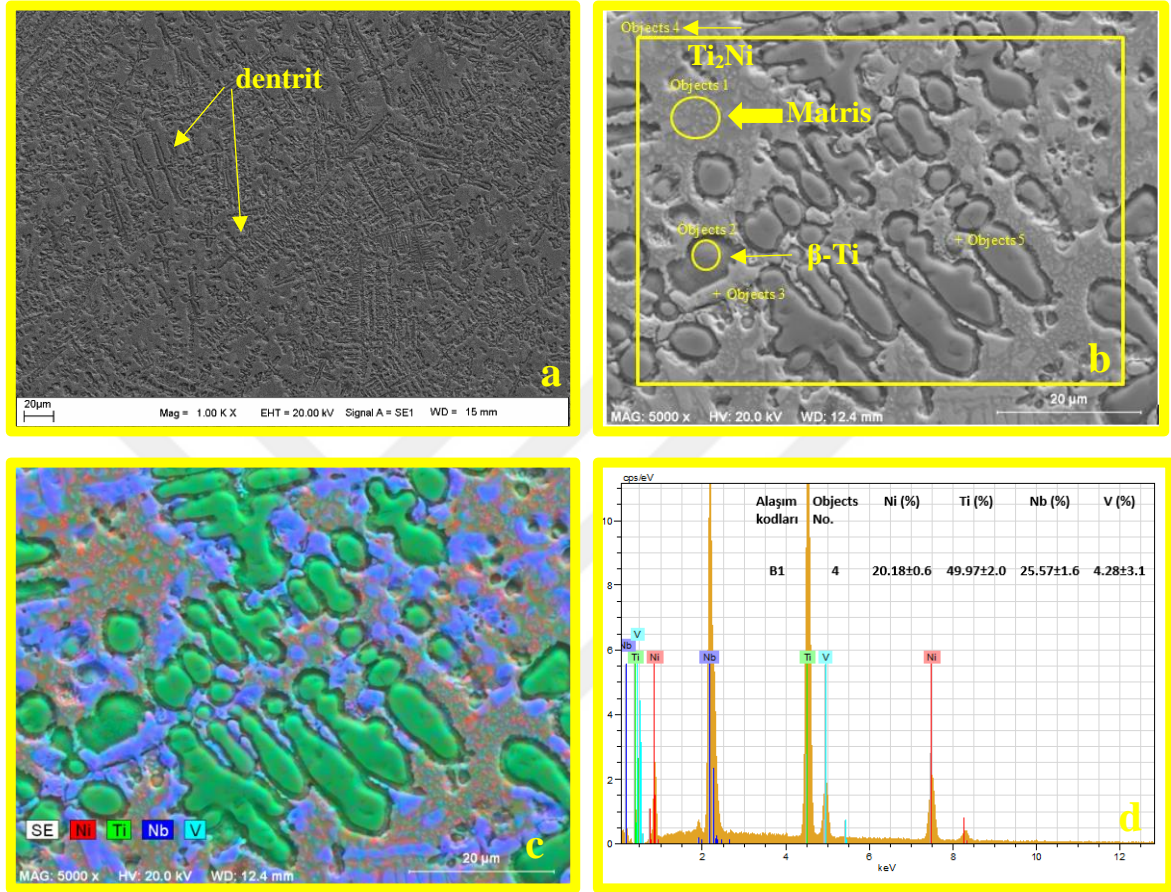 dentrit
a
20µm
Mag = 1.00 K X EHT = 20.00 kV Signal A = SE1 WD = 15 mm
Objects 4
Ti₂Ni
Objects 1
Matris
Objects 2
+ Objects 5
β-Ti
+ Objects 3
b
20 µm
MAG: 5000 x HV: 20.0 kV WD: 12.4 mm
SE Ni Ti Nb V
c
20 µm
MAG: 5000 x HV: 20.0 kV WD: 12.4 mm
cps/eV
Alaşım Objects Ni (%) Ti (%) Nb (%) V (%)
kodları No.
B1 4 20.18±0.6 49.97±2.0 25.57±1.6 4.28±3.1
10
8
6
4
2
0
V
Nb
Ti Ni Nb Ti V Ni
d
2 4 6 8 10 12
keV